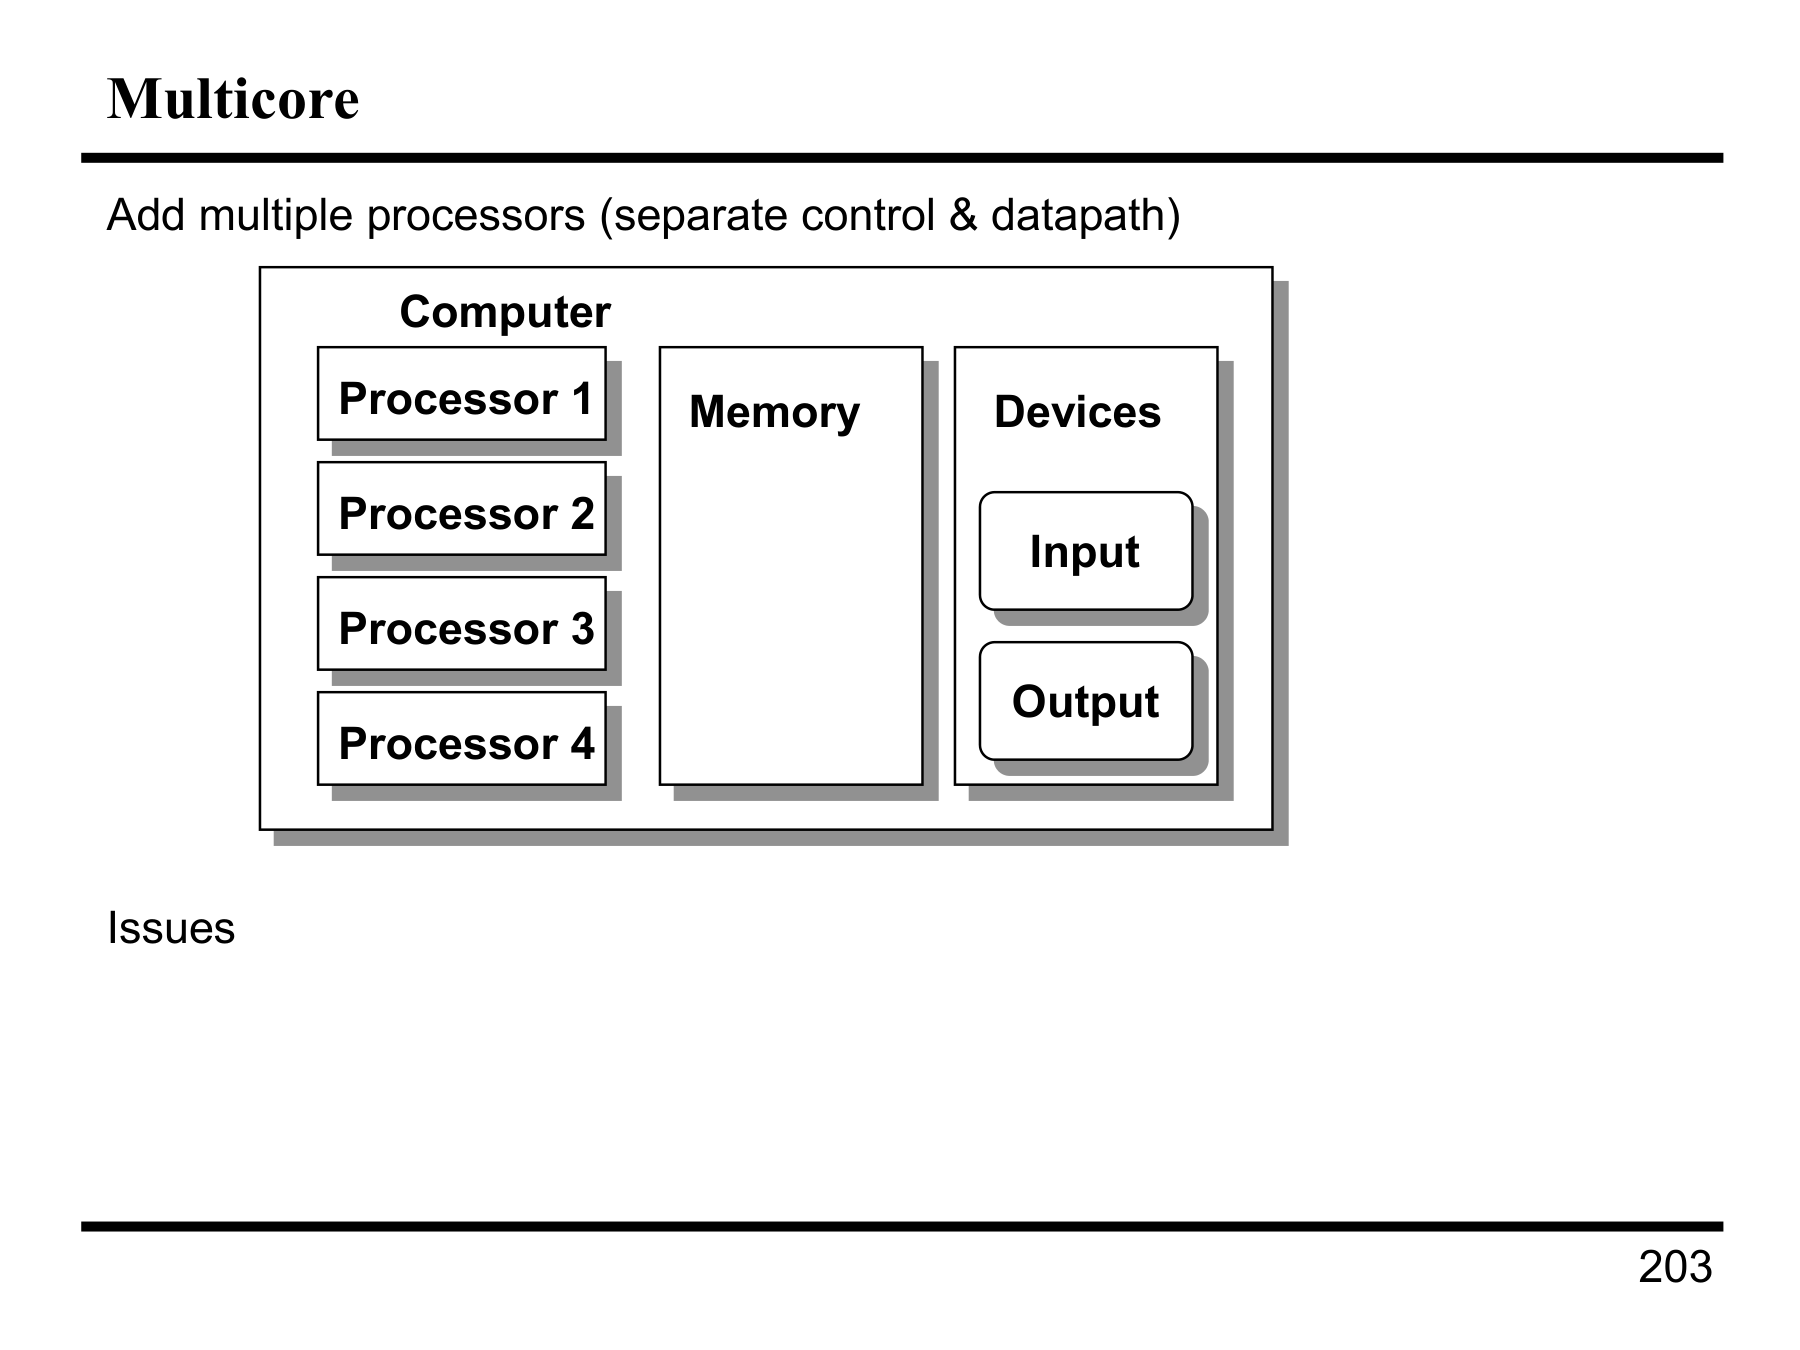 Multicore
Add multiple processors (separate control & datapath)
Computer
Processor 1
Processor 2
Processor 3
Processor 4
Memory
Devices
Input
Output
Issues
203